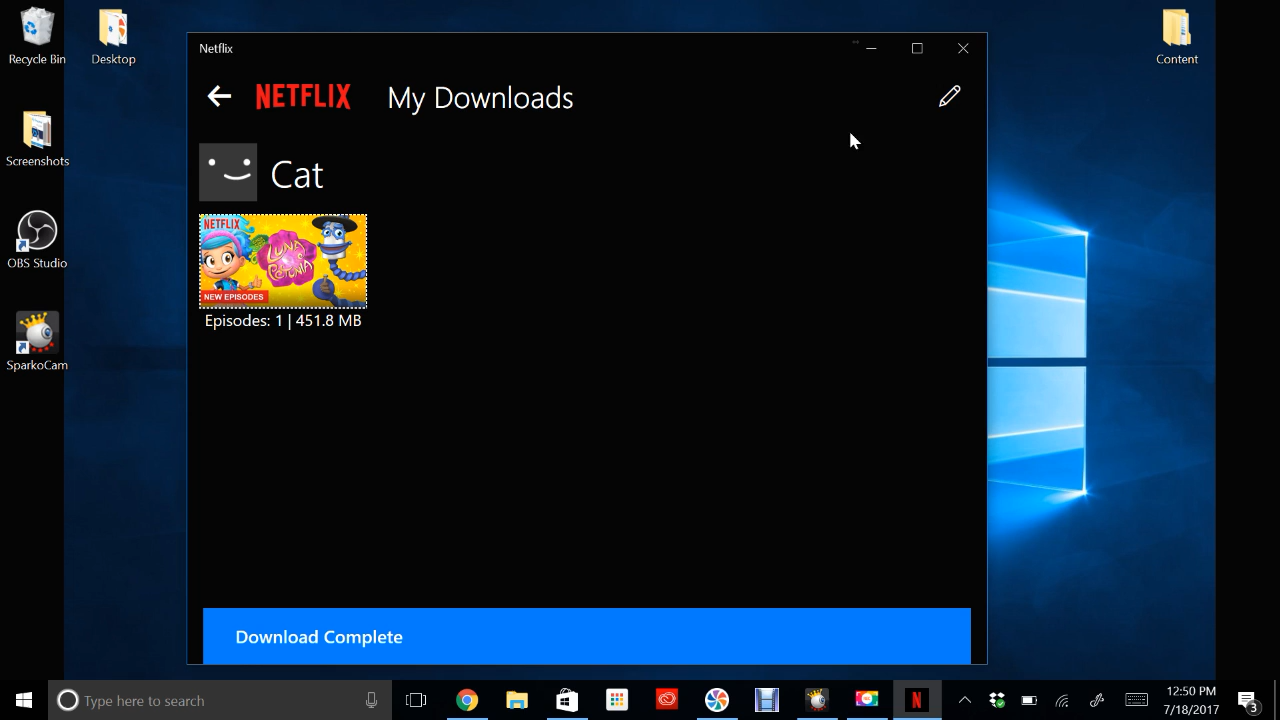 Recycle Bin
Desktop
Content
Screenshots
OBS Studio
SparkoCam
Netflix
NETFLIX
My Downloads
Cat
NETFLIX
LUNA
PETUNIA
NEW EPISODES
Episodes: 1 | 451.8 MB
Download Complete
Type here to search
N
12:50 PM
7/18/2017
3